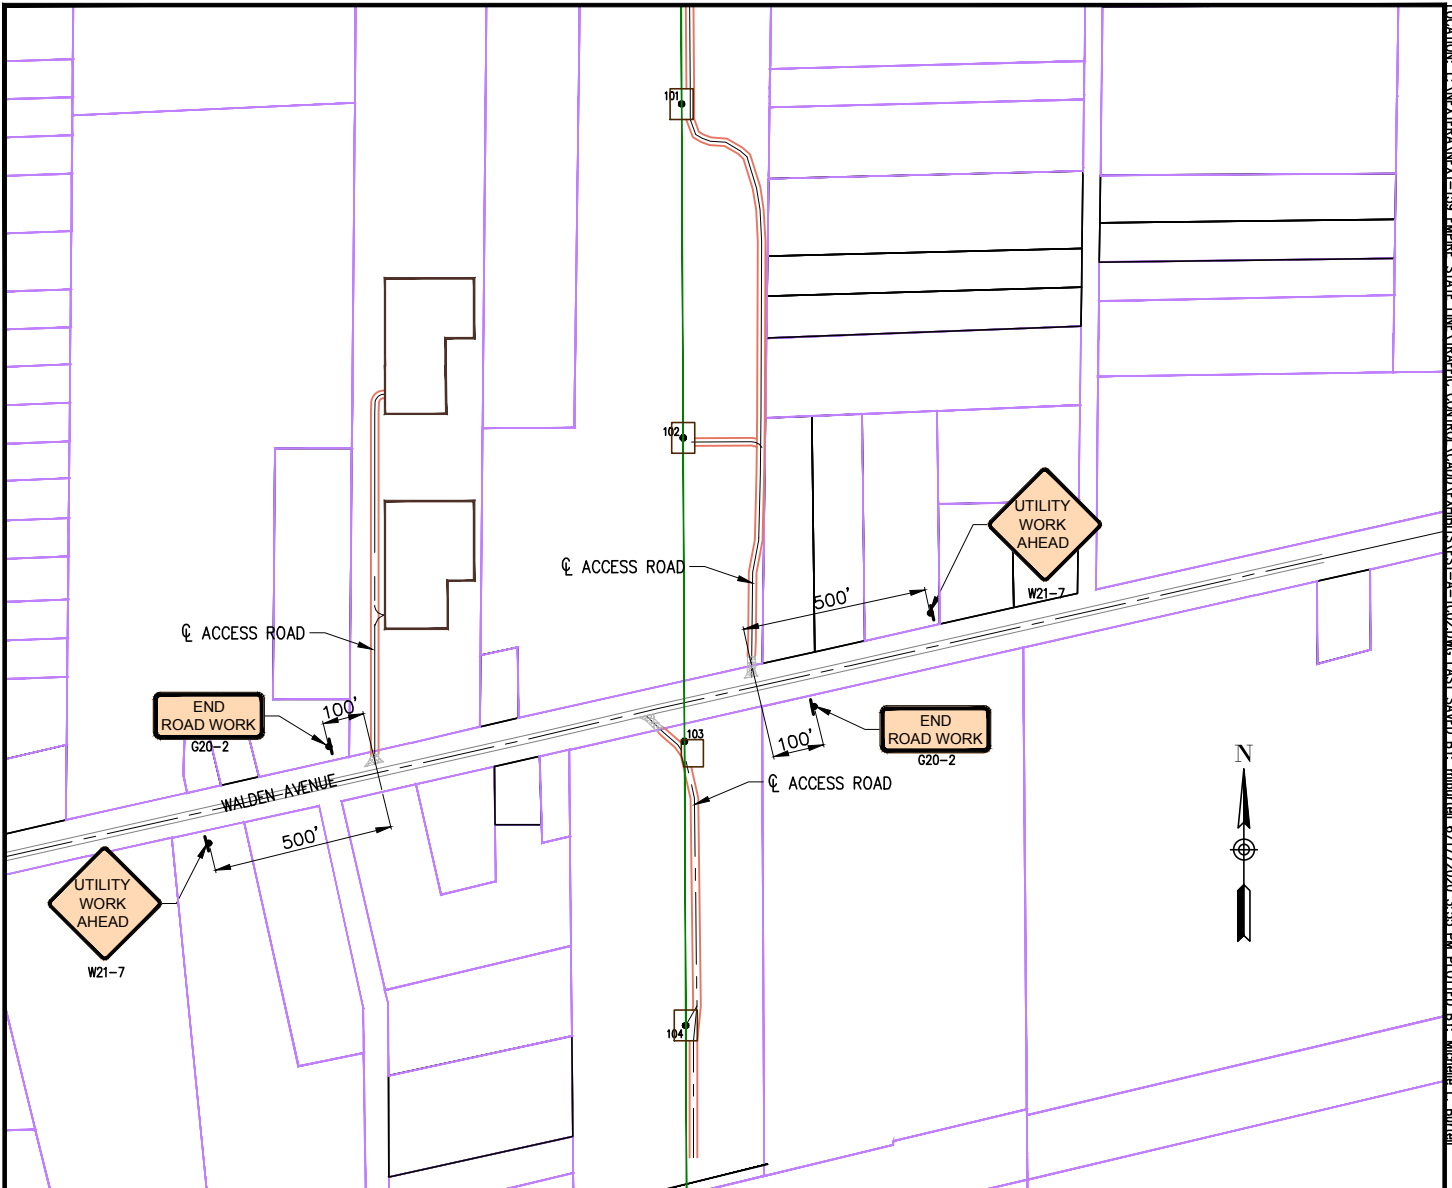 101
102
UTILITY
WORK
AHEAD
W21-7
℄ ACCESS ROAD
500'
℄ ACCESS ROAD
END
ROAD WORK
G20-2
100'
END
ROAD WORK
G20-2
100'
103
℄ ACCESS ROAD
N
WALDEN AVENUE
500'
UTILITY
WORK
AHEAD
W21-7
104